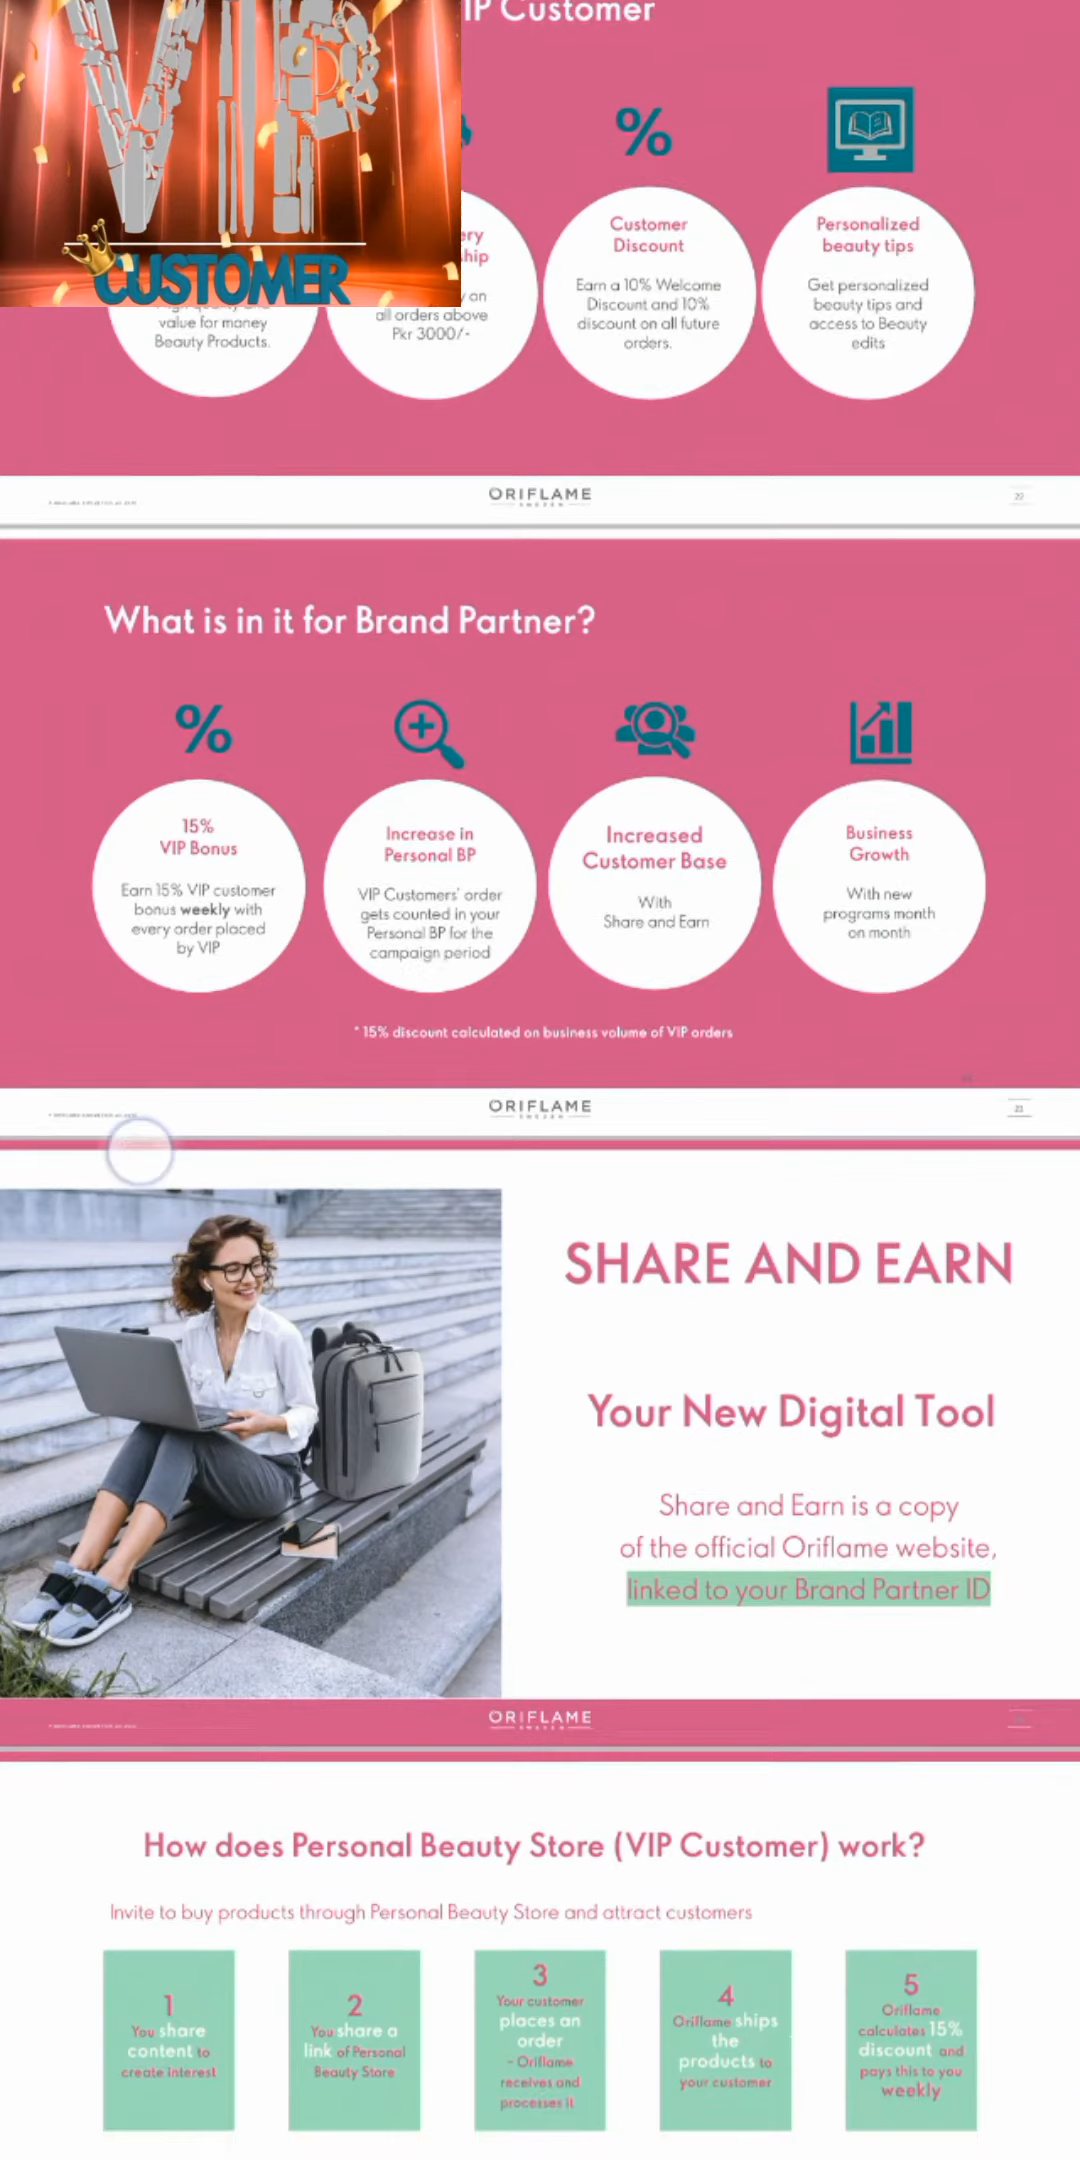 IP Customer
VIP
CUSTOMER
value for money
Beauty Products.
an
all orders above
Pkr 3000/-
%
Customer
Discount
Earn a 10% Welcome
Discount and 10%
discount on all future
orders.
Personalized
beauty tips
Get personalized
beauty tips and
access to Beauty
edits
ORIFLAME
SWEDEN
22
What is in it for Brand Partner?
%
15%
VIP Bonus
Earn 15% VIP customer
bonus weekly with
every order placed
by VIP
Increase in
Personal BP
VIP Customers' order
gets counted in your
Personal BP for the
campaign period
Increased
Customer Base
With
Share and Earn
Business
Growth
With new
programs month
on month
* 15% discount calculated on business volume of VIP orders
ORIFLAME
SWEDEN
23
SHARE AND EARN
Your New Digital Tool
Share and Earn is a copy
of the official Oriflame website,
linked to your Brand Partner ID
ORIFLAME
SWEDEN
How does Personal Beauty Store (VIP Customer) work?
Invite to buy products through Personal Beauty Store and attract customers
1
You share
content to
create interest
2
You share a
link of Personal
Beauty Store
3
Your customer
places an
order
- Oriflame
receives and
processes it
4
Oriflame ships
the
products to
your customer
5
Oriflame
calculates 15%
discount and
pays this to you
weekly